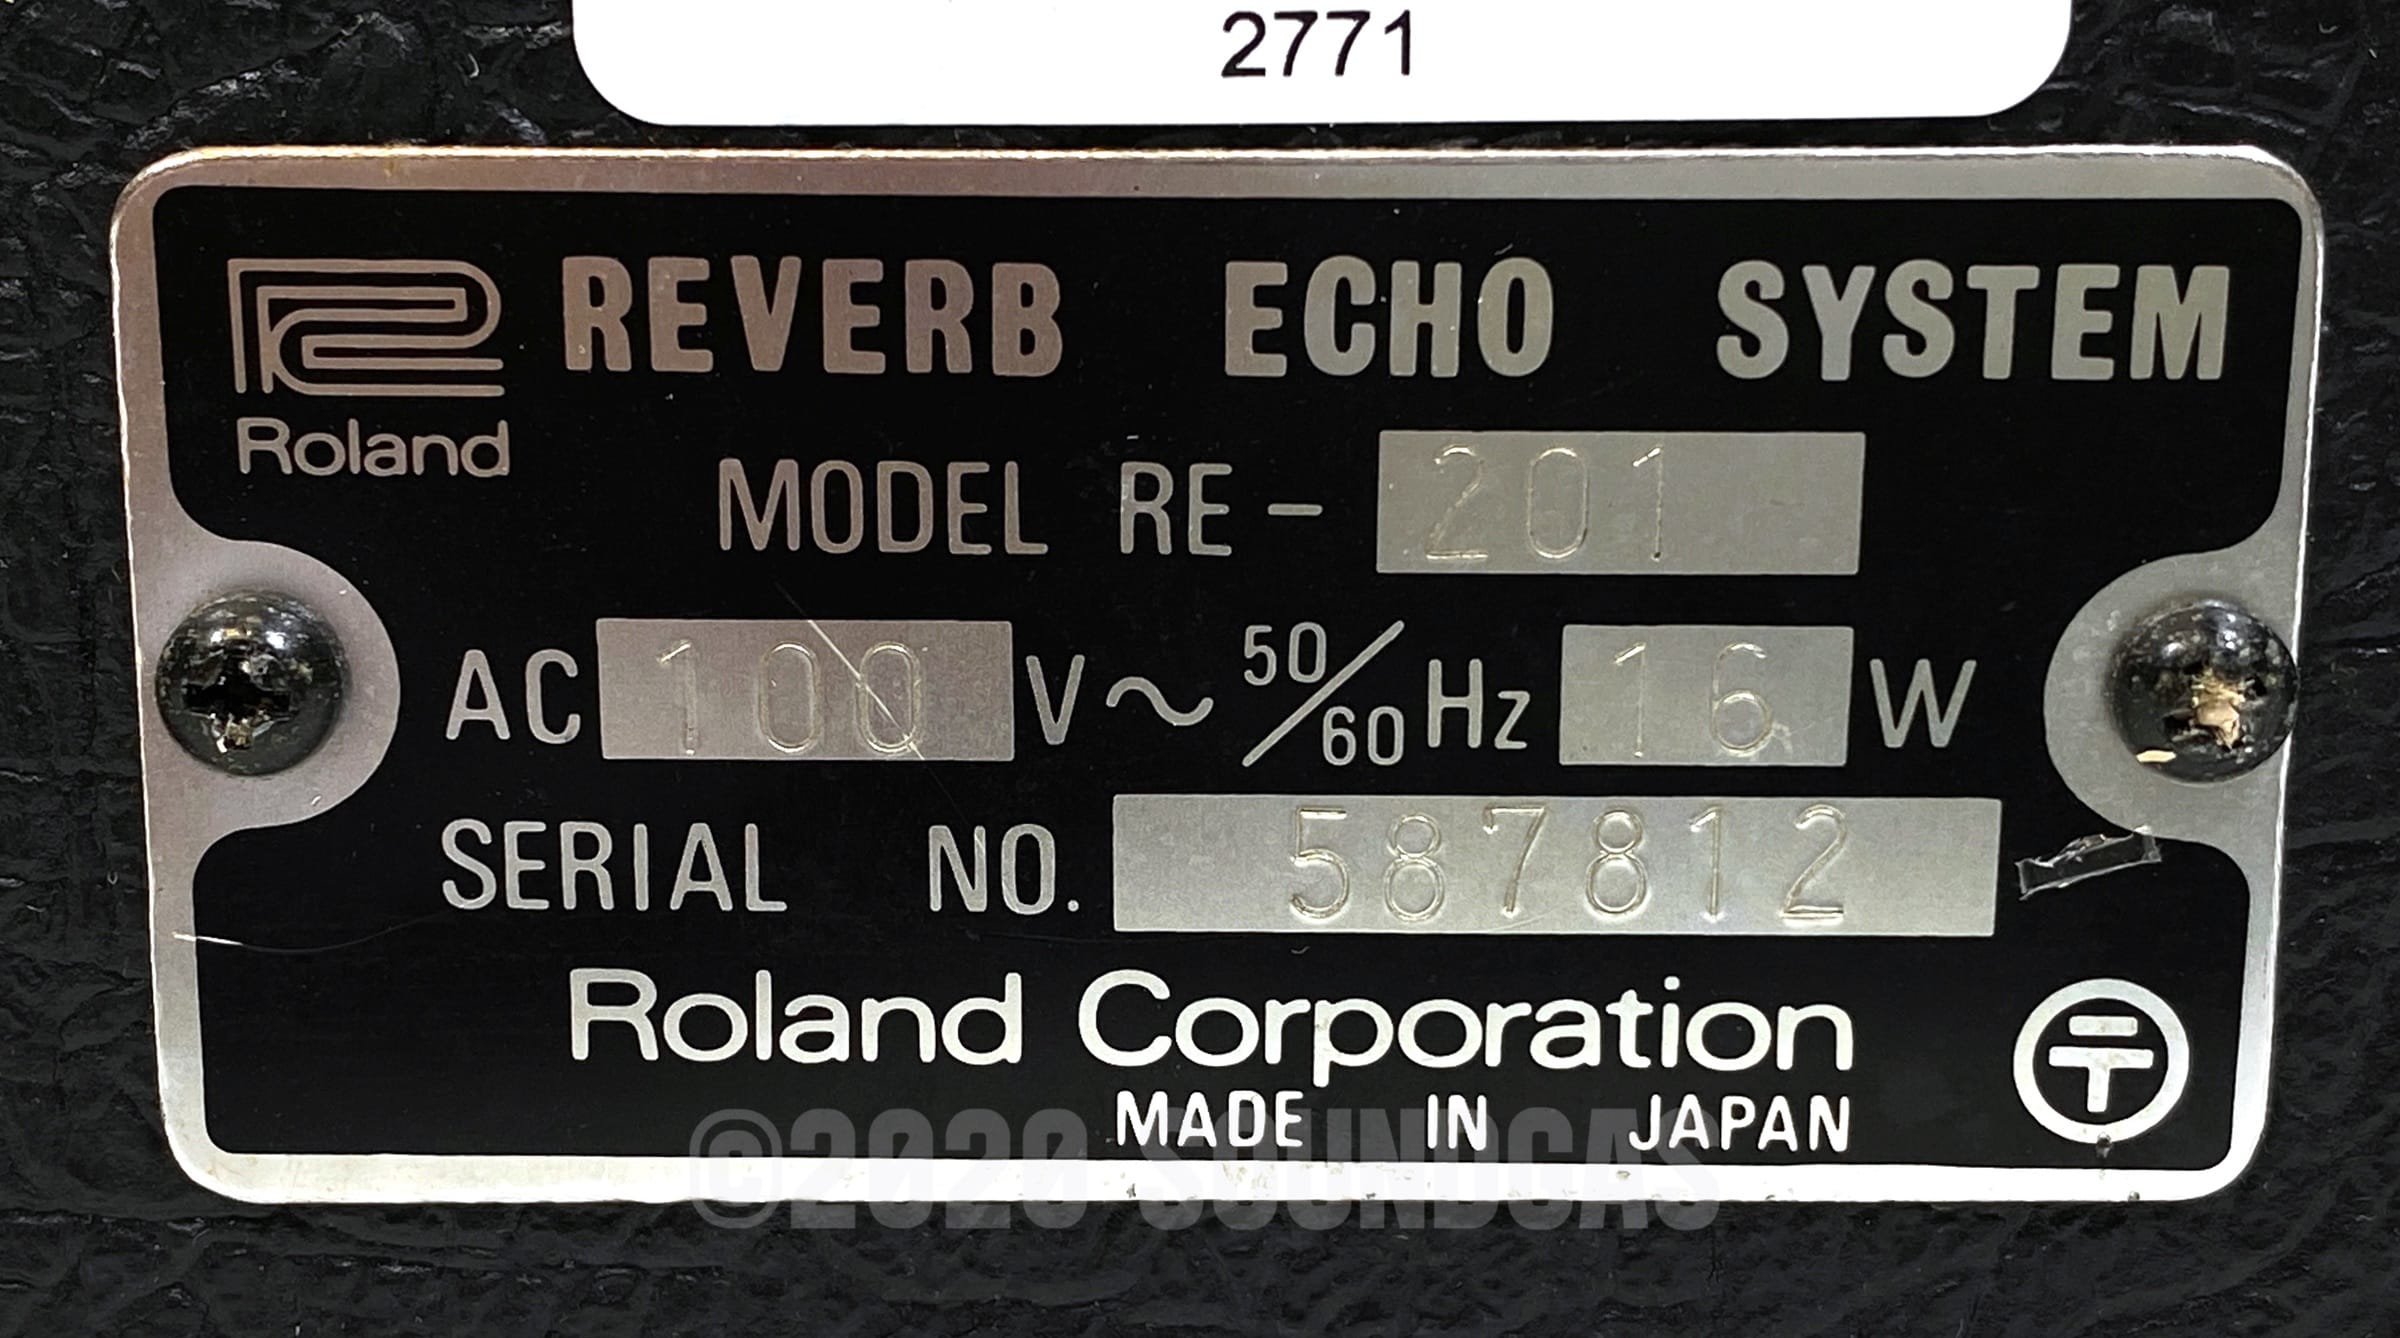 2771
REVERB ECHO SYSTEM
Roland
MODEL RE-201
AC 100 V~ 50/60 Hz 16 W
SERIAL NO. 587812
Roland Corporation
MADE IN JAPAN
©2020 SOUNDGAS